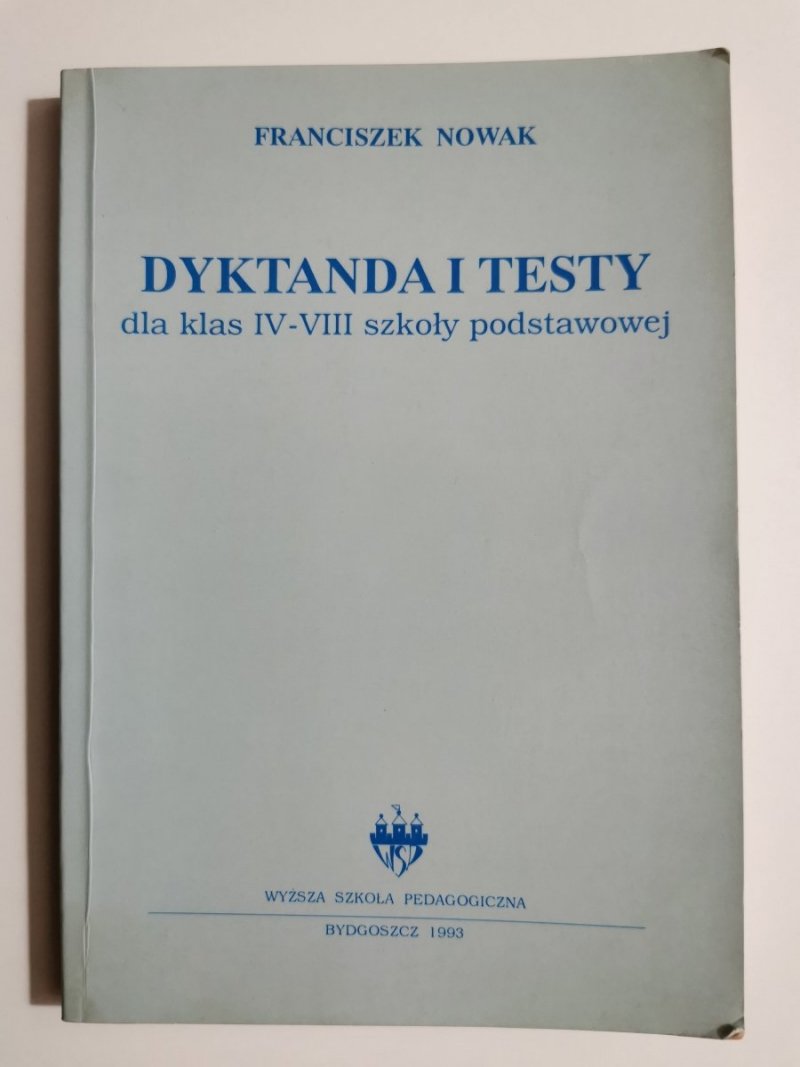 FRANCISZEK NOWAK
DYKTANDA I TESTY
dla klas IV-VIII szkoły podstawowej
WSP
WYŻSZA SZKOŁA PEDAGOGICZNA
BYDGOSZCZ 1993